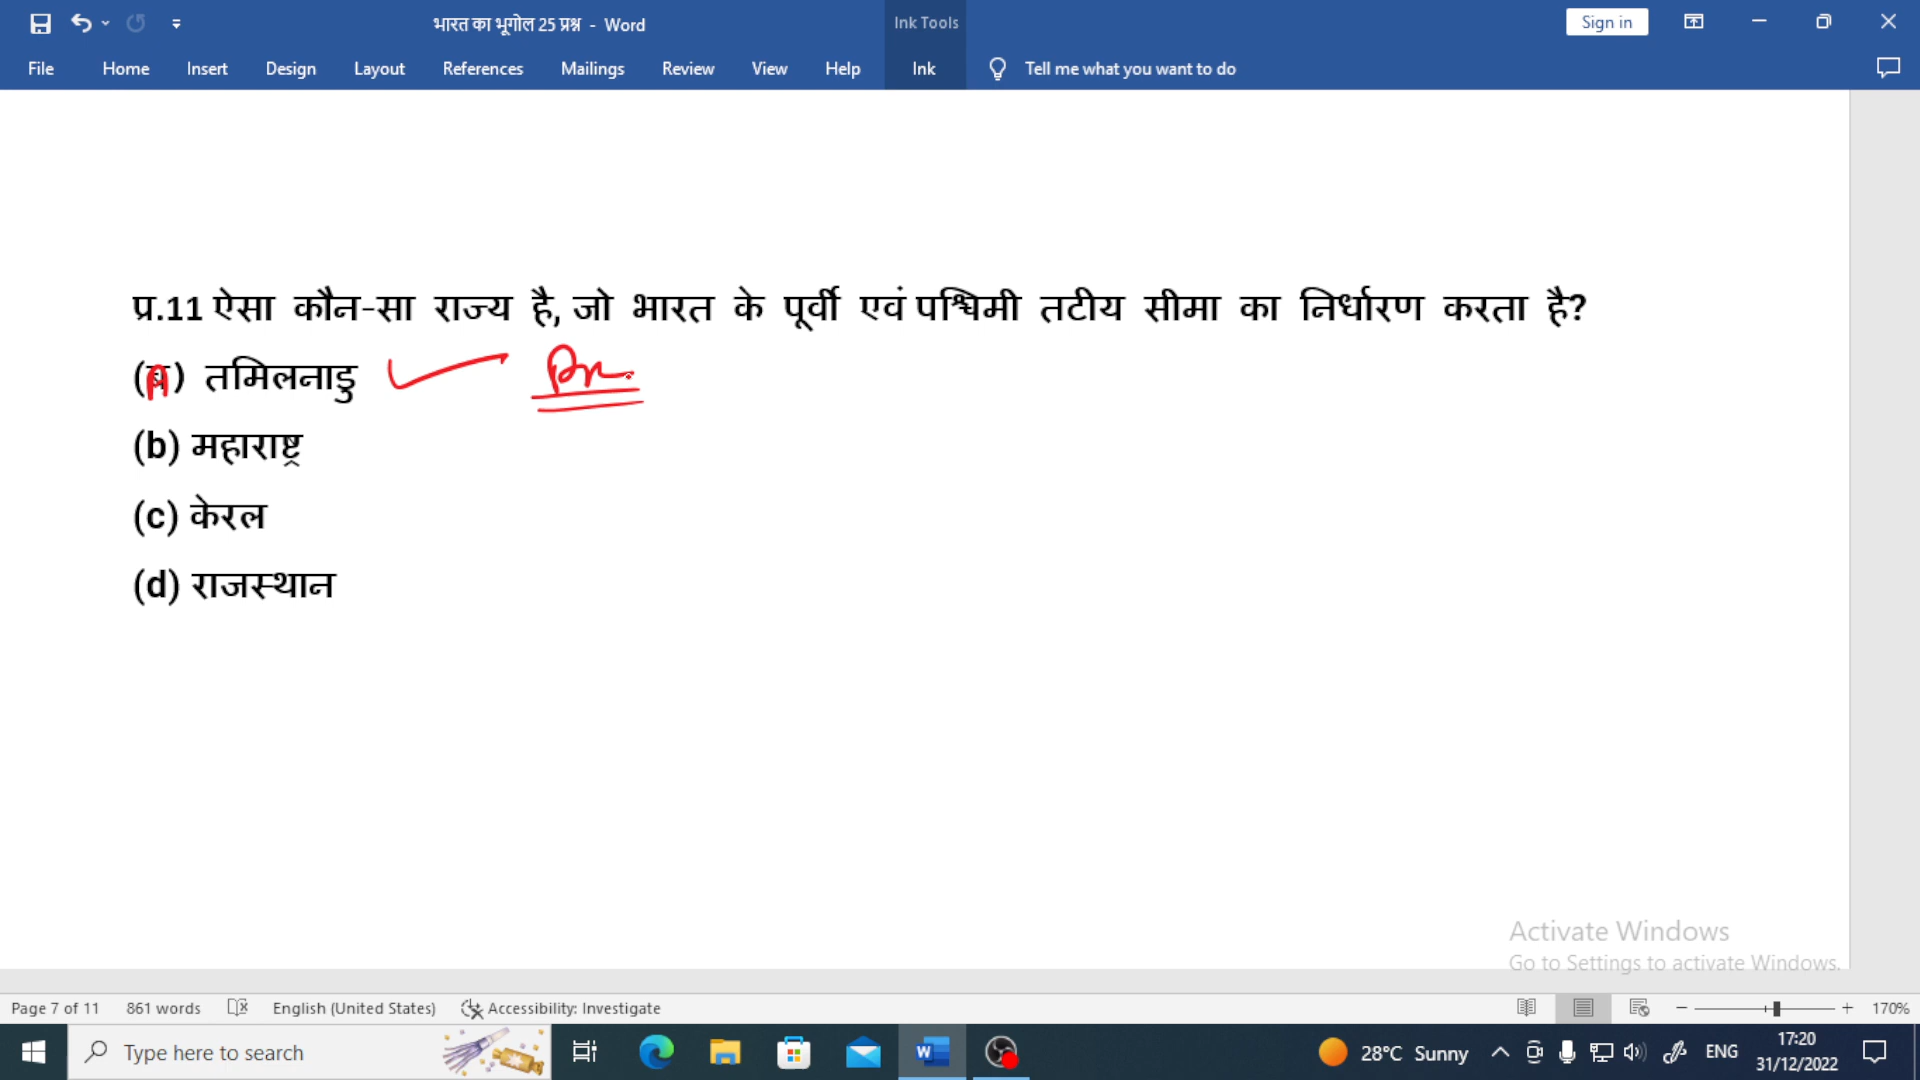 भारत का भूगोल 25 प्रश्न - Word
Ink Tools
Sign in
File Home Insert Design Layout References Mailings Review View Help Ink Tell me what you want to do
प्र.11 ऐसा कौन-सा राज्य है, जो भारत के पूर्वी एवं पश्चिमी तटीय सीमा का निर्धारण करता है?
(A) तमिलनाडु
(b) महाराष्ट्र
(c) केरल
(d) राजस्थान
Activate Windows
Go to Settings to activate Windows.
Page 7 of 11 861 words English (United States) Accessibility: Investigate 170%
Type here to search
28°C Sunny ENG
17:20
31/12/2022